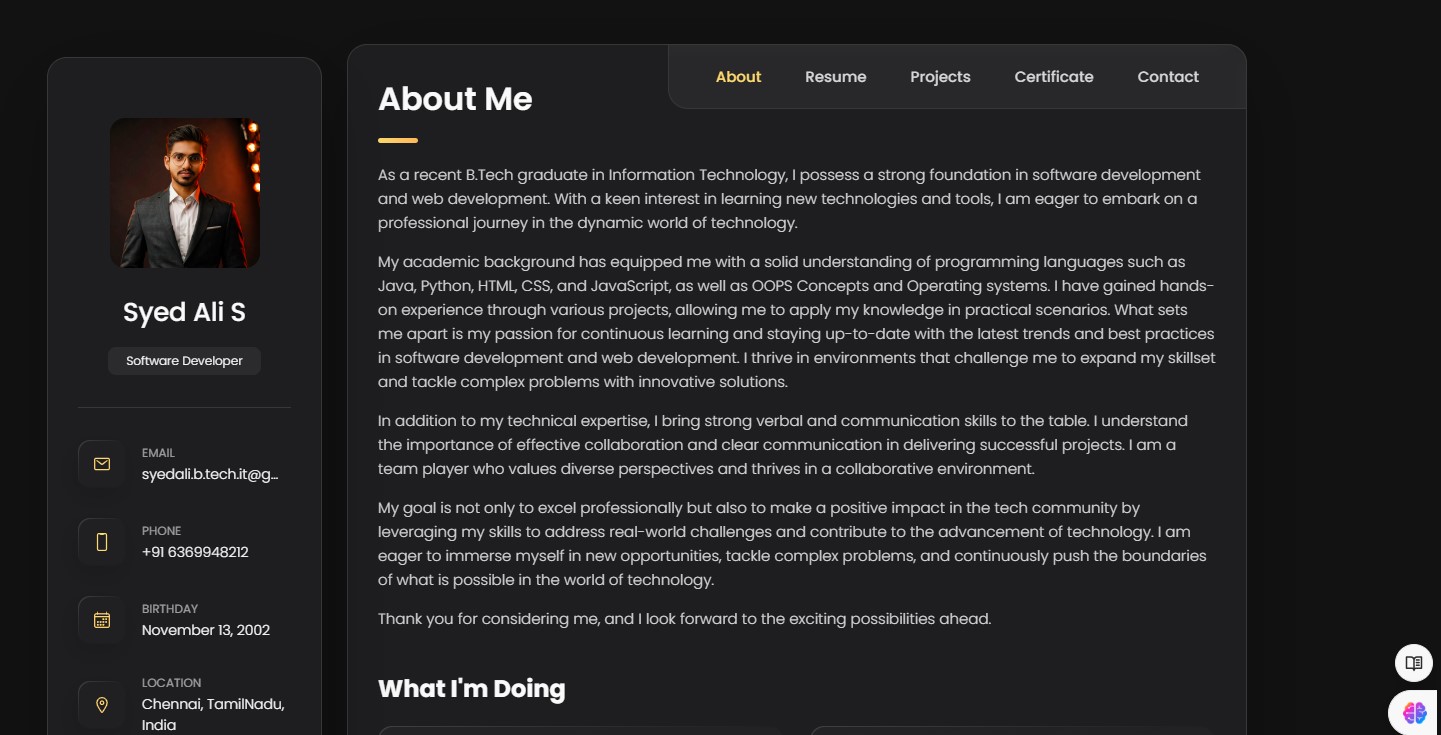 About
Resume
Projects
Certificate
Contact
Syed Ali S
Software Developer
EMAIL
syedali.b.tech.it@g...
PHONE
+91 6369948212
BIRTHDAY
November 13, 2002
LOCATION
Chennai, TamilNadu,
India
About Me
As a recent B.Tech graduate in Information Technology, I possess a strong foundation in software development
and web development. With a keen interest in learning new technologies and tools, I am eager to embark on a
professional journey in the dynamic world of technology.
My academic background has equipped me with a solid understanding of programming languages such as
Java, Python, HTML, CSS, and JavaScript, as well as OOPS Concepts and Operating systems. I have gained hands-
on experience through various projects, allowing me to apply my knowledge in practical scenarios. What sets
me apart is my passion for continuous learning and staying up-to-date with the latest trends and best practices
in software development and web development. I thrive in environments that challenge me to expand my skillset
and tackle complex problems with innovative solutions.
In addition to my technical expertise, I bring strong verbal and communication skills to the table. I understand
the importance of effective collaboration and clear communication in delivering successful projects. I am a
team player who values diverse perspectives and thrives in a collaborative environment.
My goal is not only to excel professionally but also to make a positive impact in the tech community by
leveraging my skills to address real-world challenges and contribute to the advancement of technology. I am
eager to immerse myself in new opportunities, tackle complex problems, and continuously push the boundaries
of what is possible in the world of technology.
Thank you for considering me, and I look forward to the exciting possibilities ahead.
What I'm Doing